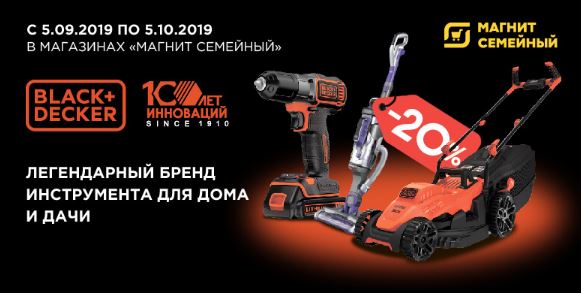 С 5.09.2019 ПО 5.10.2019
В МАГАЗИНАХ «МАГНИТ СЕМЕЙНЫЙ»
МАГНИТ
СЕМЕЙНЫЙ
BLACK+
DECKER
100 ЛЕТ
ИННОВАЦИЙ
SINCE 1910
-20%
ЛЕГЕНДАРНЫЙ БРЕНД
ИНСТРУМЕНТА ДЛЯ ДОМА
И ДАЧИ